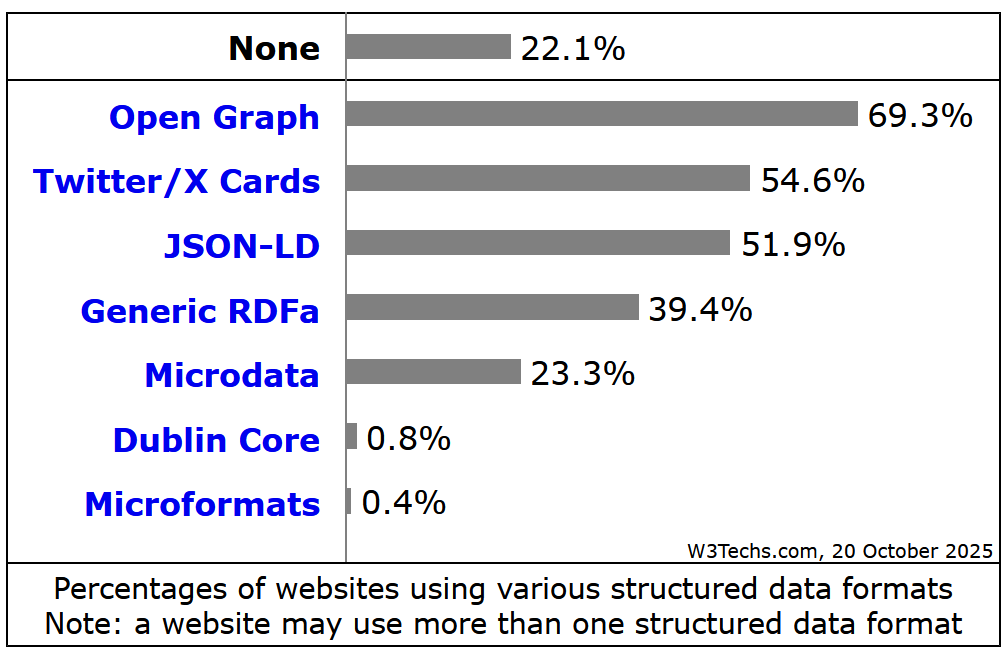 None 22.1%
Open Graph 69.3%
Twitter/X Cards 54.6%
JSON-LD 51.9%
Generic RDFa 39.4%
Microdata 23.3%
Dublin Core 0.8%
Microformats 0.4%
W3Techs.com, 20 October 2025
Percentages of websites using various structured data formats
Note: a website may use more than one structured data format